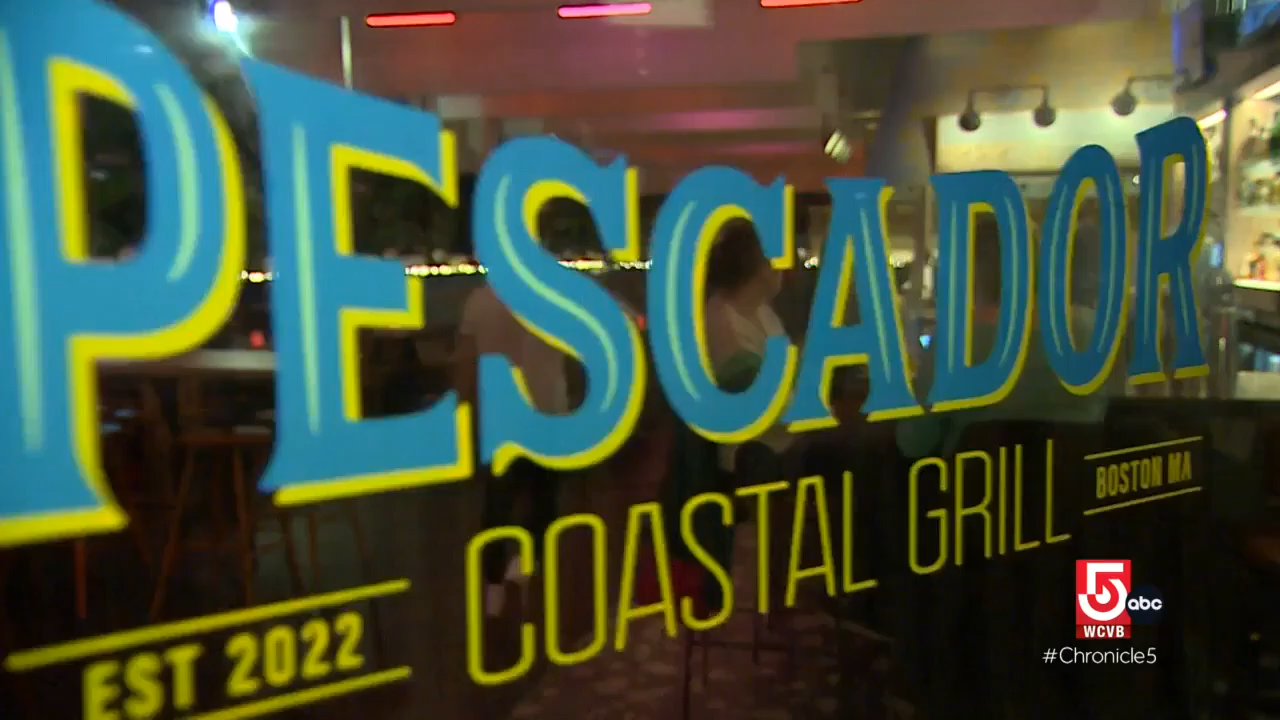 PESCADOR
COASTAL GRILL
BOSTON MA
EST 2022
5 abc
WCVB
#Chronicle5